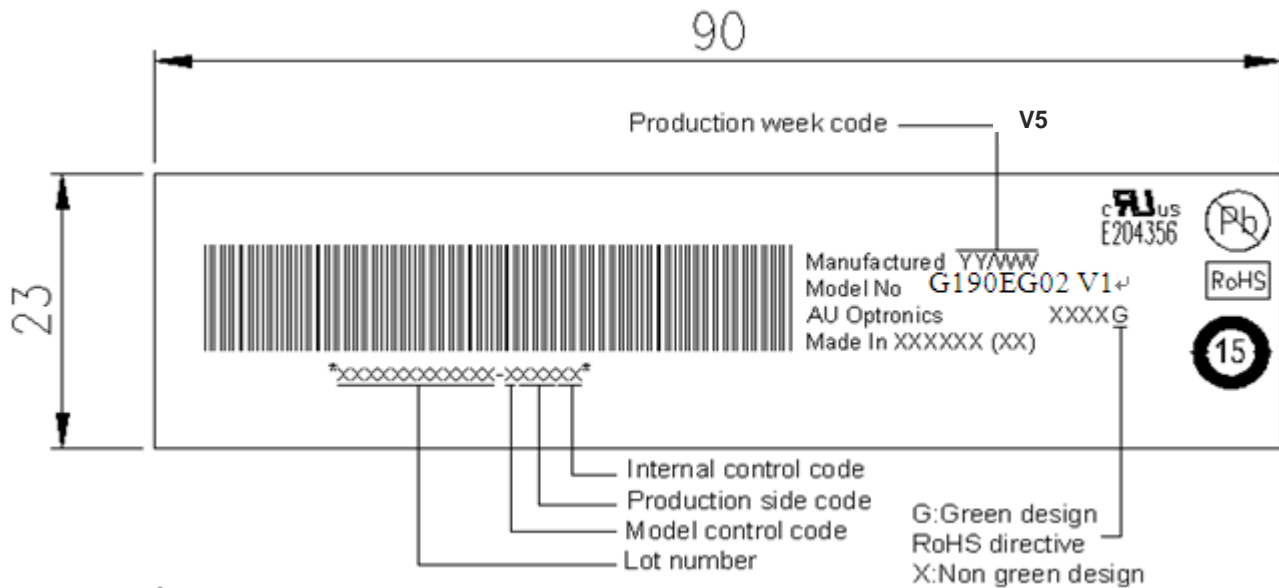 90
Production week code V5
23
c RU us
E204356
Pb
Manufactured YY/WW
Model No G190EG02 V1↵
RoHS
AU Optronics XXXXG
Made In XXXXXX (XX)
15
*XXXXXXXXXXXXX-XXXXXX*
Internal control code
Production side code
Model control code
Lot number
G:Green design
RoHS directive
X:Non green design